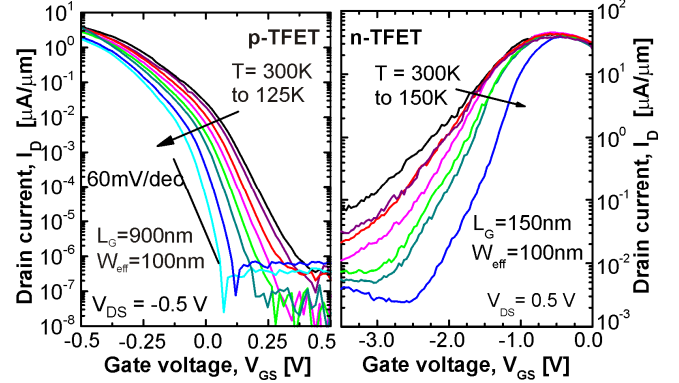 p-TFET
T = 300K
to 125K
60mV/dec
L_G=900nm
W_eff=100nm
V_DS = -0.5 V
Drain current, I_D [µA/µm]
10^1
10^0
10^-1
10^-2
10^-3
10^-4
10^-5
10^-6
10^-7
10^-8
-0.5 -0.25 0.0 0.25 0.5
Gate voltage, V_GS [V]
n-TFET
T = 300K
to 150K
L_G=150nm
W_eff=100nm
V_DS = 0.5 V
10^2
10^1
10^0
10^-1
10^-2
10^-3
Drain current, I_D [µA/µm]
-3.0 -2.0 -1.0 0.0
Gate voltage, V_GS [V]